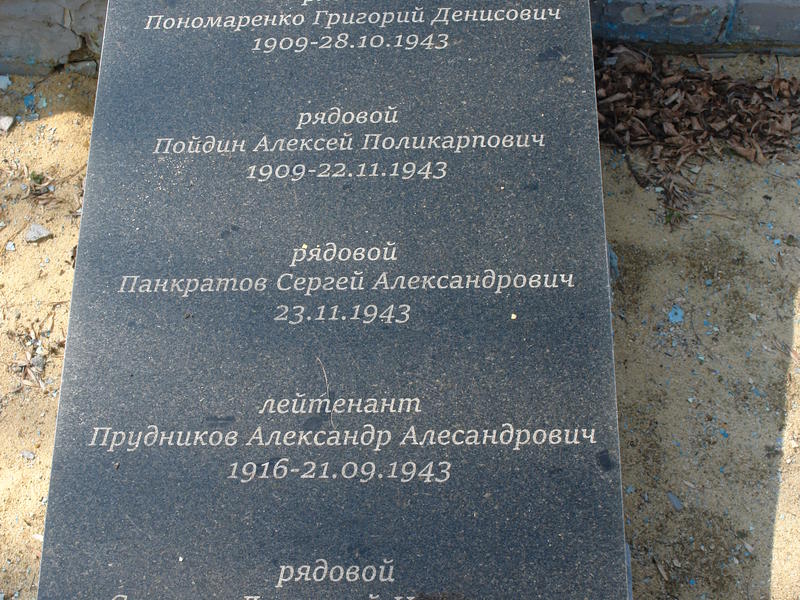 Пономаренко Григорий Денисович
1909-28.10.1943
рядовой
Пойдин Алексей Поликарпович
1909-22.11.1943
рядовой
Панкратов Сергей Александрович
23.11.1943
лейтенант
Прудников Александр Алесандрович
1916-21.09.1943
рядовой